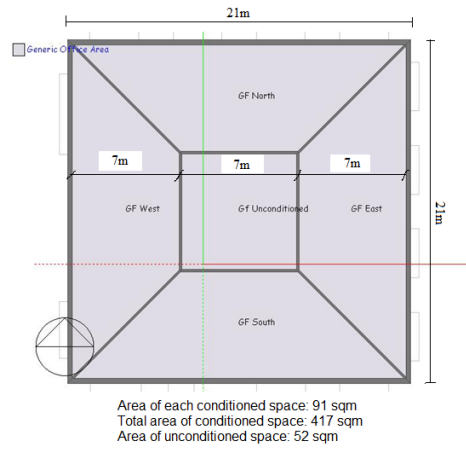 21m
Generic Office Area
GF North
7m
7m
7m
GF West
Gf Unconditioned
GF East
21m
GF South
Area of each conditioned space: 91 sqm
Total area of conditioned space: 417 sqm
Area of unconditioned space: 52 sqm